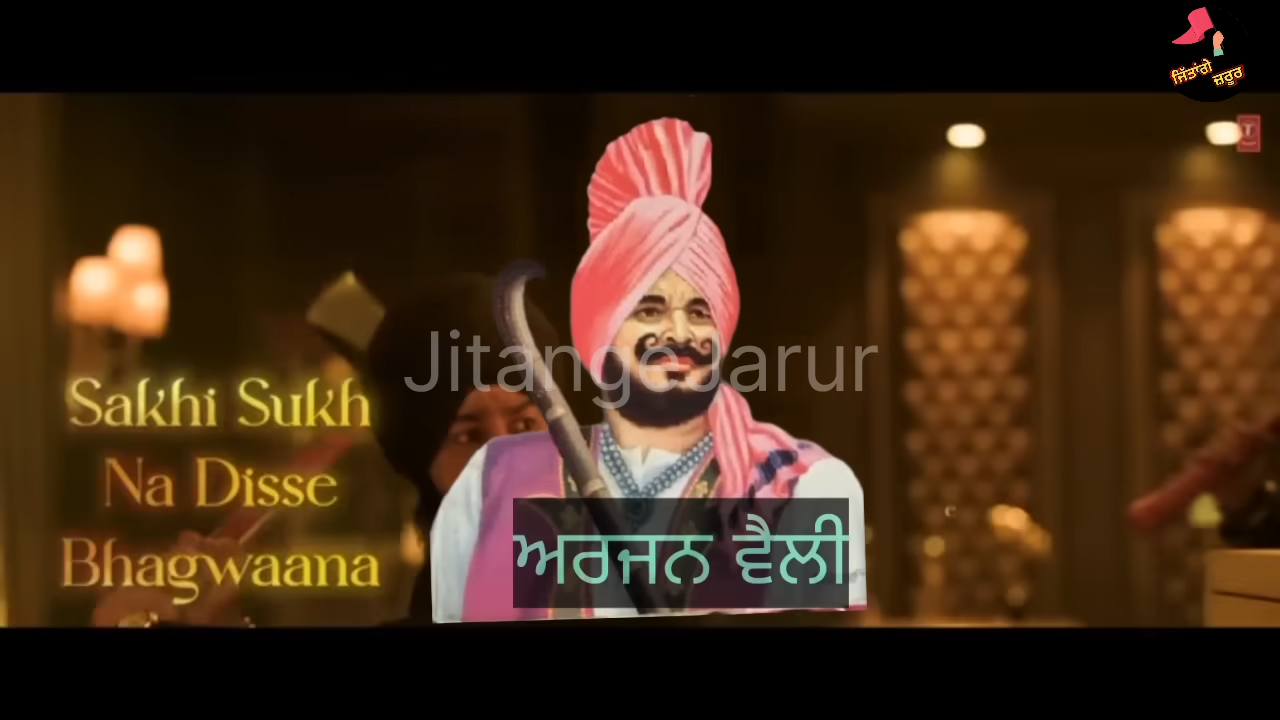 ਜਿੱਤਾਂਗੇ ਜ਼ਰੂਰ
JitangeJarur
Sakhi Sukh
Na Disse
Bhagwaana
ਅਰਜਨ ਵੈਲੀ